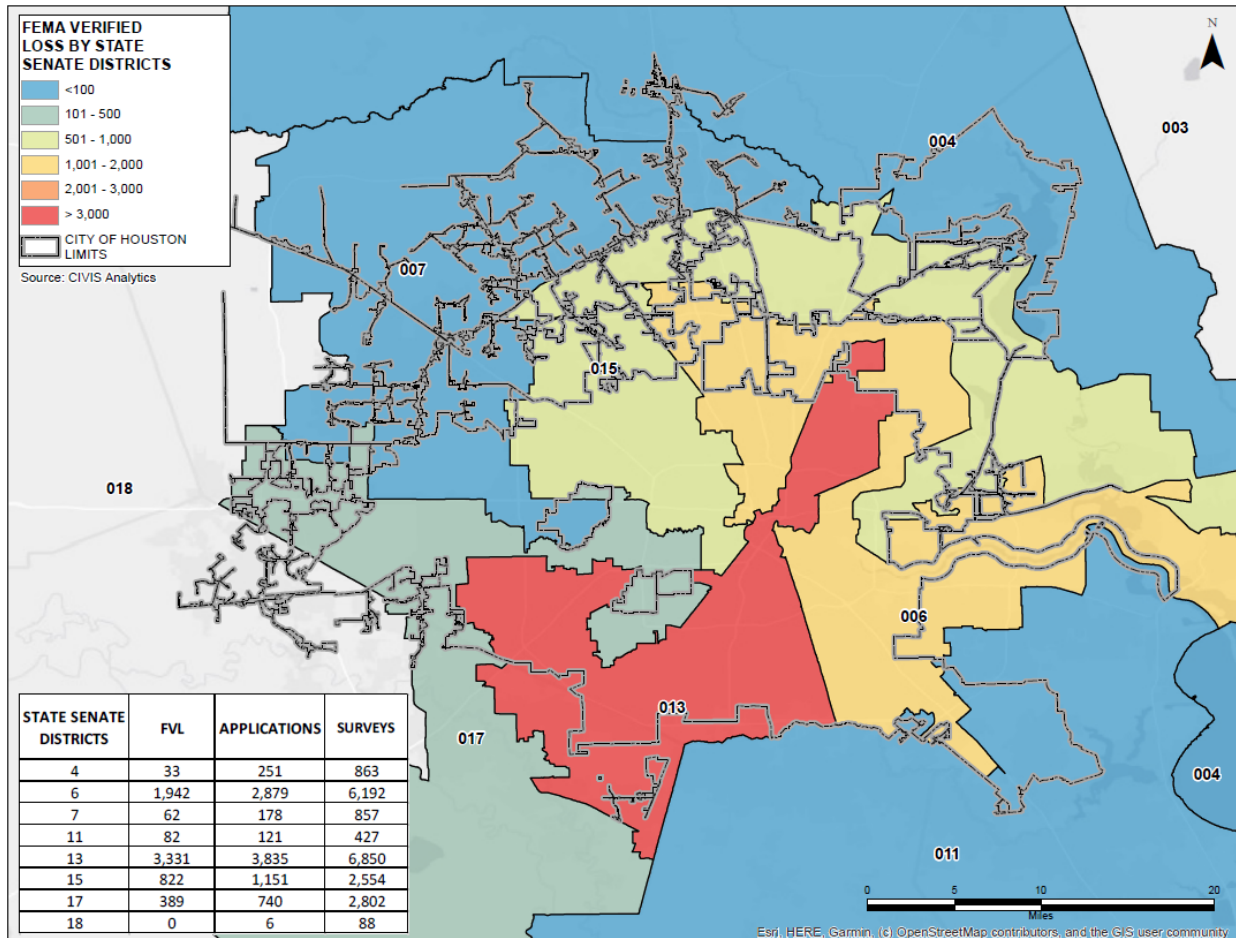 FEMA VERIFIED
LOSS BY STATE
SENATE DISTRICTS
<100
101 - 500
501 - 1,000
1,001 - 2,000
2,001 - 3,000
> 3,000
CITY OF HOUSTON
LIMITS
Source: CIVIS Analytics
N
003
004
007
015
018
006
013
017
004
011
STATE SENATE DISTRICTS FVL APPLICATIONS SURVEYS
4 33 251 863
6 1,942 2,879 6,192
7 62 178 857
11 82 121 427
13 3,331 3,835 6,850
15 822 1,151 2,554
17 389 740 2,802
18 0 6 88
0 5 10 20
Miles
Esri, HERE, Garmin, (c) OpenStreetMap contributors, and the GIS user community